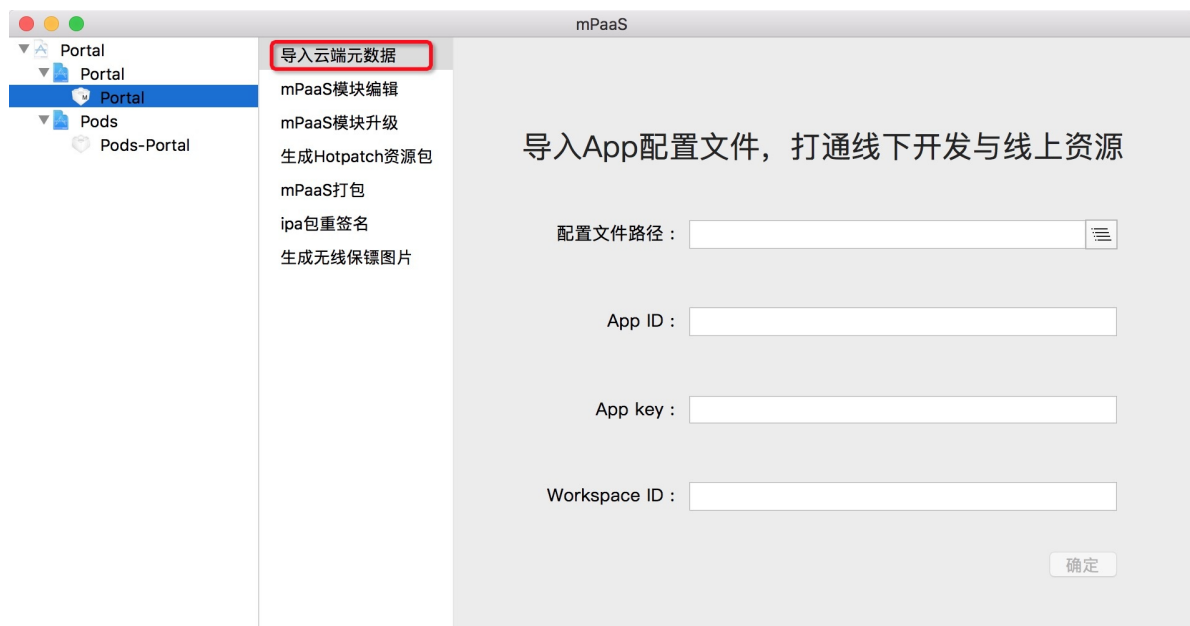 mPaaS
Portal
Portal
Portal
Pods
Pods-Portal
导入云端元数据
mPaaS模块编辑
mPaaS模块升级
生成Hotpatch资源包
mPaaS打包
ipa包重签名
生成无线保镖图片
导入App配置文件，打通线下开发与线上资源
配置文件路径：
App ID：
App key：
Workspace ID：
确定